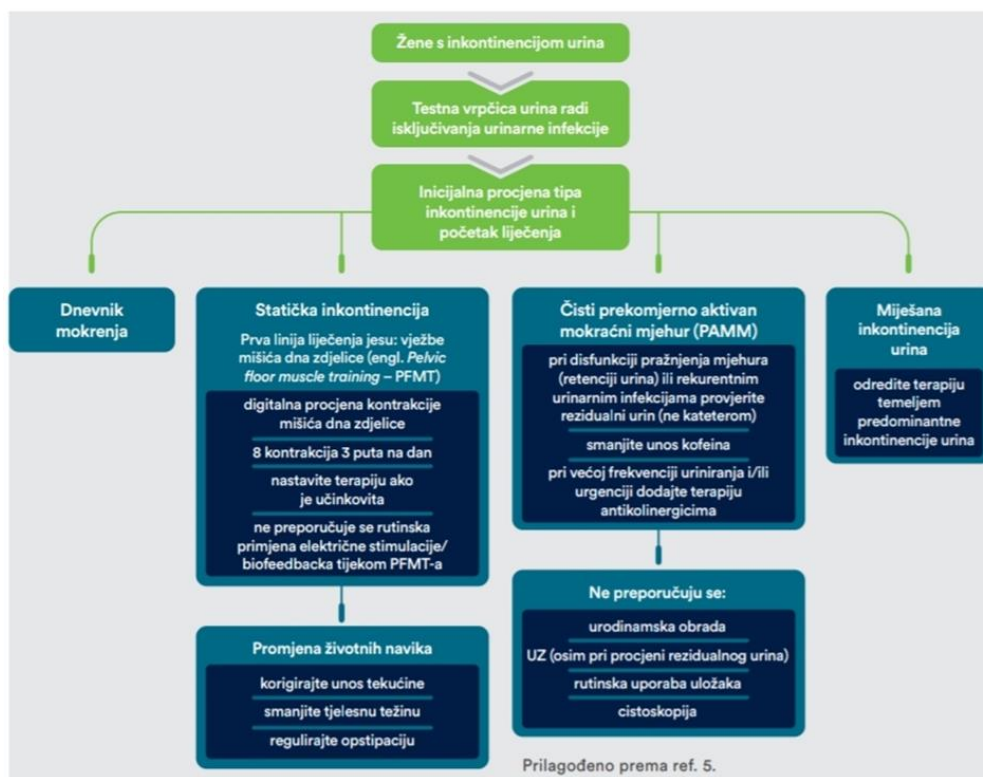 Žene s inkontinencijom urina
Testna vrpčica urina radi
isključivanja urinarne infekcije
Inicijalna procjena tipa
inkontinencije urina i
početak liječenja
Dnevnik
mokrenja
Statička inkontinencija
Prva linija liječenja jesu: vježbe
mišića dna zdjelice (engl. Pelvic
floor muscle training – PFMT)
digitalna procjena kontrakcije
mišića dna zdjelice
8 kontrakcija 3 puta na dan
nastavite terapiju ako
je učinkovita
ne preporučuje se rutinska
primjena električne stimulacije/
biofeedbacka tijekom PFMT-a
Promjena životnih navika
korigirajte unos tekućine
smanjite tjelesnu težinu
regulirajte opstipaciju
Čisti prekomjerno aktivan
mokraćni mjehur (PAMM)
pri disfunkciji pražnjenja mjehura
(retenciji urina) ili rekurentnim
urinarnim infekcijama provjerite
rezidualni urin (ne kateterom)
smanjite unos kofeina
pri većoj frekvenciji uriniranja i/ili
urgenciji dodajte terapiju
antikolinergicima
Ne preporučuju se:
urodinamska obrada
UZ (osim pri procjeni rezidualnog urina)
rutinska uporaba uložaka
cistoskopija
Miješana
inkontinencija
urina
odredite terapiju
temeljem
predominantne
inkontinencije urina
Prilagođeno prema ref. 5.